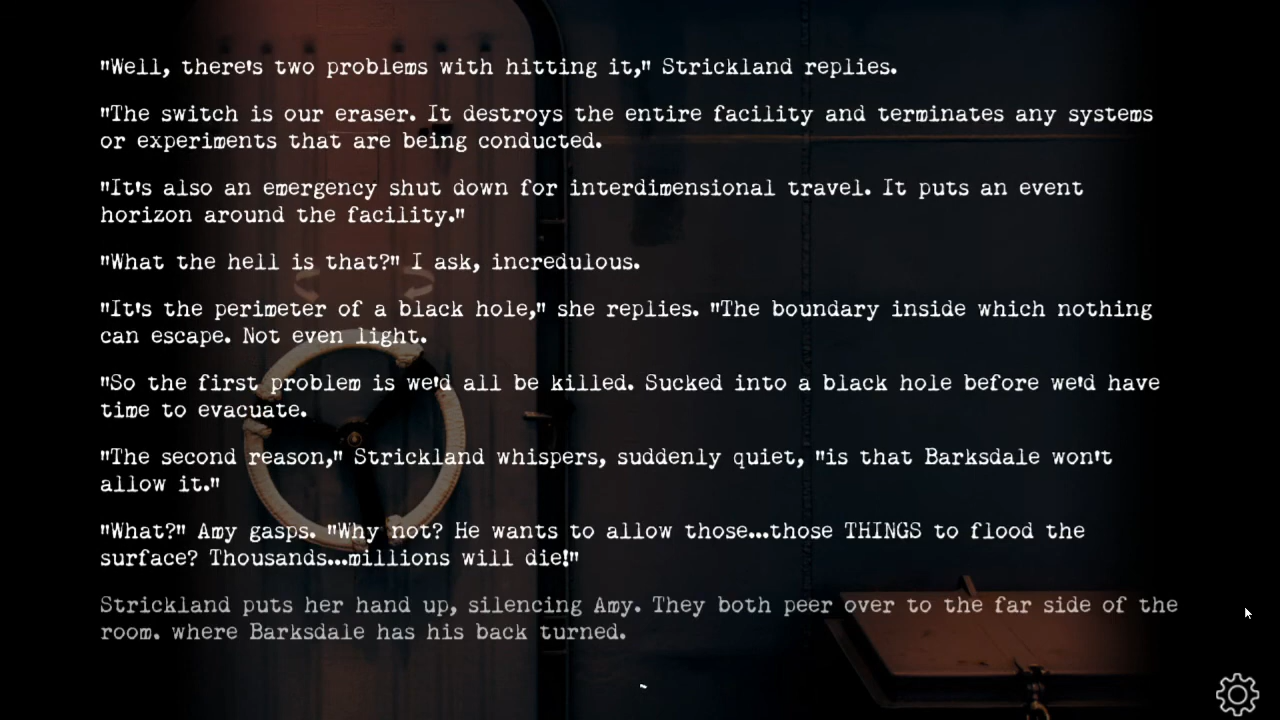 "Well, there's two problems with hitting it," Strickland replies.
"The switch is our eraser. It destroys the entire facility and terminates any systems
or experiments that are being conducted.
"It's also an emergency shut down for interdimensional travel. It puts an event
horizon around the facility."
"What the hell is that?" I ask, incredulous.
"It's the perimeter of a black hole," she replies. "The boundary inside which nothing
can escape. Not even light.
"So the first problem is we'd all be killed. Sucked into a black hole before we'd have
time to evacuate.
"The second reason," Strickland whispers, suddenly quiet, "is that Barksdale won't
allow it."
"What?" Amy gasps. "Why not? He wants to allow those...those THINGS to flood the
surface? Thousands...millions will die!"
Strickland puts her hand up, silencing Amy. They both peer over to the far side of the
room. where Barksdale has his back turned.